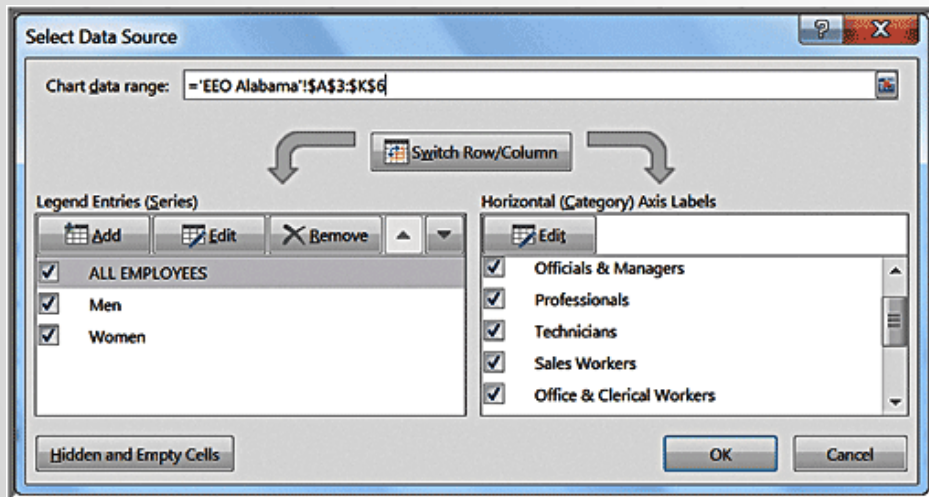 Select Data Source
Chart data range: ='EEO Alabama'!$A$3:$K$6
Switch Row/Column
Legend Entries (Series)
Add Edit Remove
ALL EMPLOYEES
Men
Women
Horizontal (Category) Axis Labels
Edit
Officials & Managers
Professionals
Technicians
Sales Workers
Office & Clerical Workers
Hidden and Empty Cells
OK
Cancel